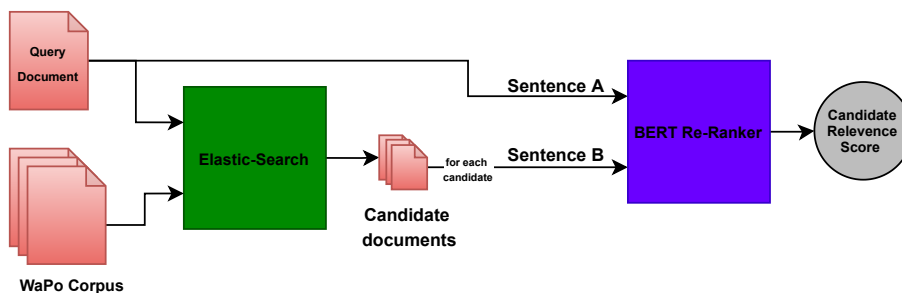 Query
Document
WaPo Corpus
Elastic-Search
Candidate
documents
for each
candidate
Sentence A
Sentence B
BERT Re-Ranker
Candidate
Relevence
Score